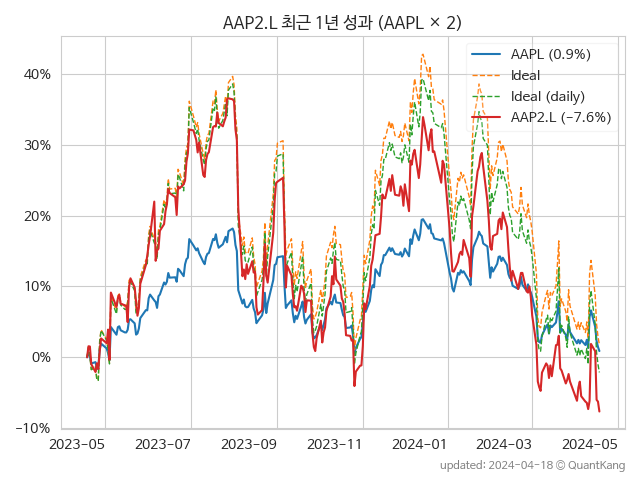 AAP2.L 최근 1년 성과 (AAPL × 2)
AAPL (0.9%)
Ideal
Ideal (daily)
AAP2.L (−7.6%)
40%
30%
20%
10%
0%
−10%
2023-05 2023-07 2023-09 2023-11 2024-01 2024-03 2024-05
updated: 2024-04-18 @ QuantKang